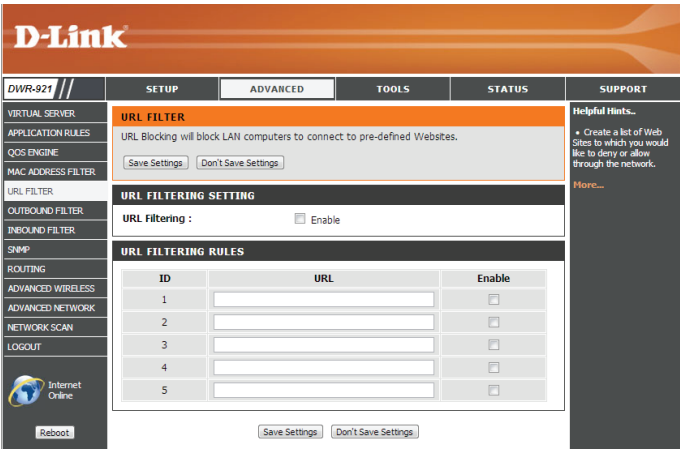 D-Link
DWR-921
SETUP
ADVANCED
TOOLS
STATUS
SUPPORT
VIRTUAL SERVER
APPLICATION RULES
QOS ENGINE
MAC ADDRESS FILTER
URL FILTER
OUTBOUND FILTER
INBOUND FILTER
SNMP
ROUTING
ADVANCED WIRELESS
ADVANCED NETWORK
NETWORK SCAN
LOGOUT
Internet
Online
Reboot
URL FILTER
URL Blocking will block LAN computers to connect to pre-defined Websites.
Save Settings Don't Save Settings
URL FILTERING SETTING
URL Filtering : Enable
URL FILTERING RULES
ID URL Enable
1
2
3
4
5
Save Settings Don't Save Settings
Helpful Hints..
• Create a list of Web
Sites to which you would
like to deny or allow
through the network.
More...